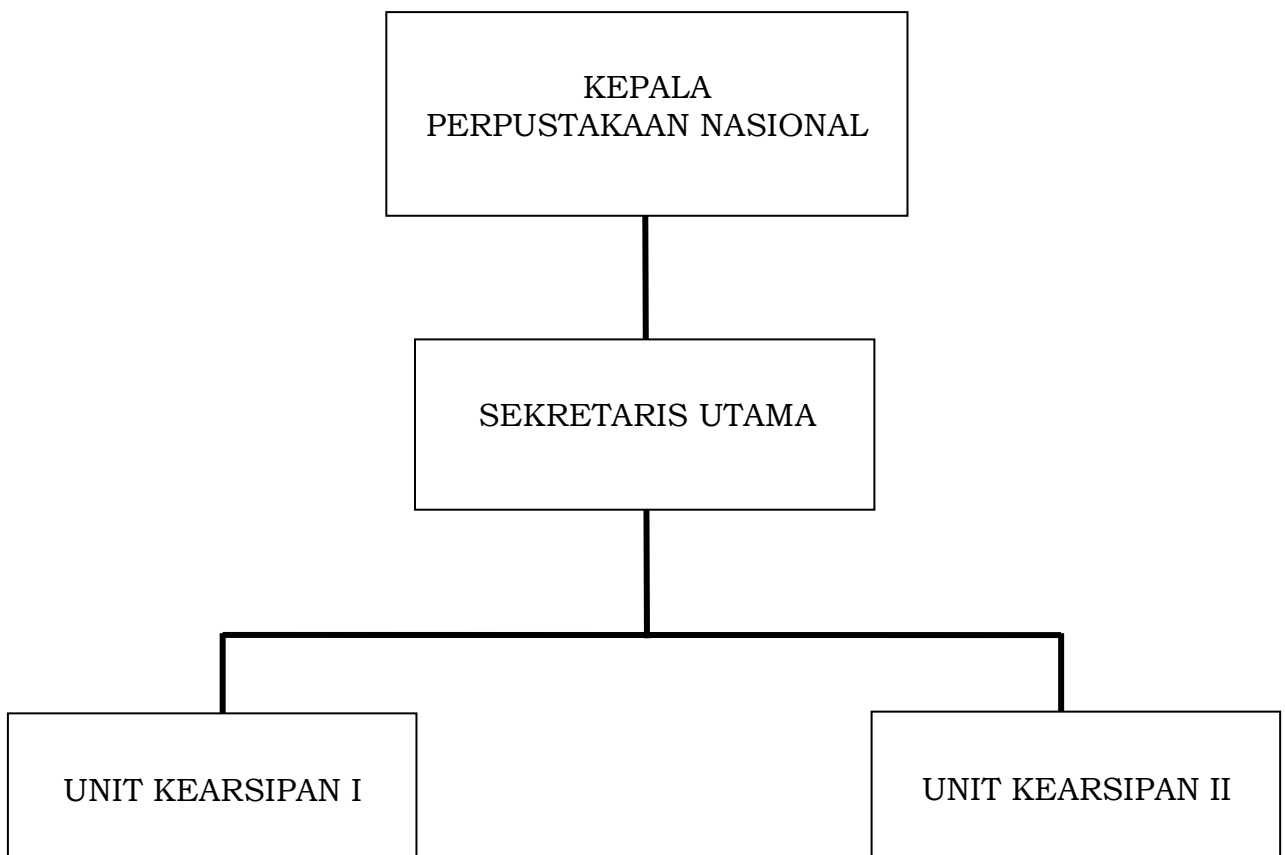 KEPALA
PERPUSTAKAAN NASIONAL
SEKRETARIS UTAMA
UNIT KEARSIPAN I
UNIT KEARSIPAN II